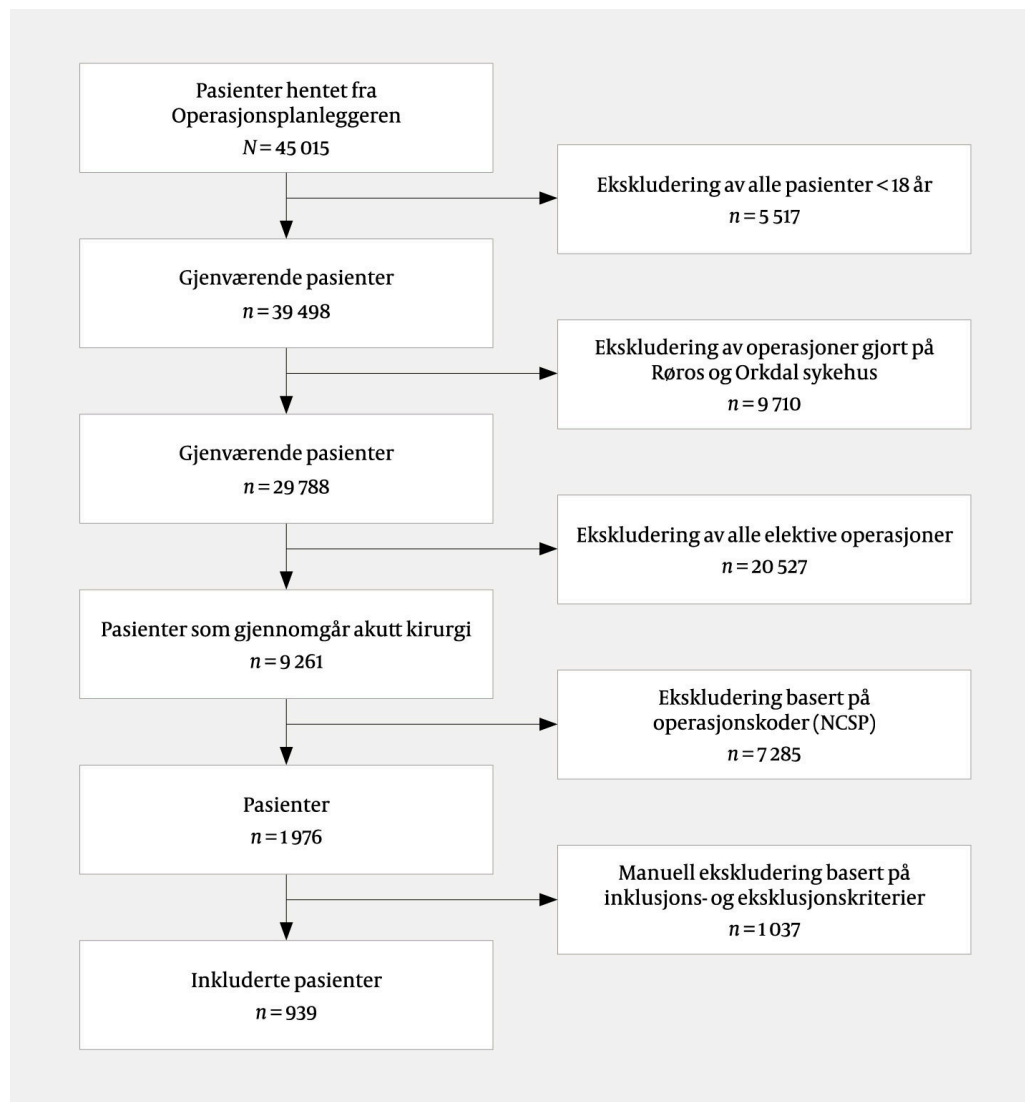 Pasienter hentet fra
Operasjonsplanleggeren
N = 45 015
Ekskludering av alle pasienter < 18 år
n = 5 517
Gjenværende pasienter
n = 39 498
Ekskludering av operasjoner gjort på
Røros og Orkdal sykehus
n = 9 710
Gjenværende pasienter
n = 29 788
Ekskludering av alle elektive operasjoner
n = 20 527
Pasienter som gjennomgår akutt kirurgi
n = 9 261
Ekskludering basert på
operasjonskoder (NCSP)
n = 7 285
Pasienter
n = 1 976
Manuell ekskludering basert på
inklusjons- og eksklusjonskriterier
n = 1 037
Inkluderte pasienter
n = 939